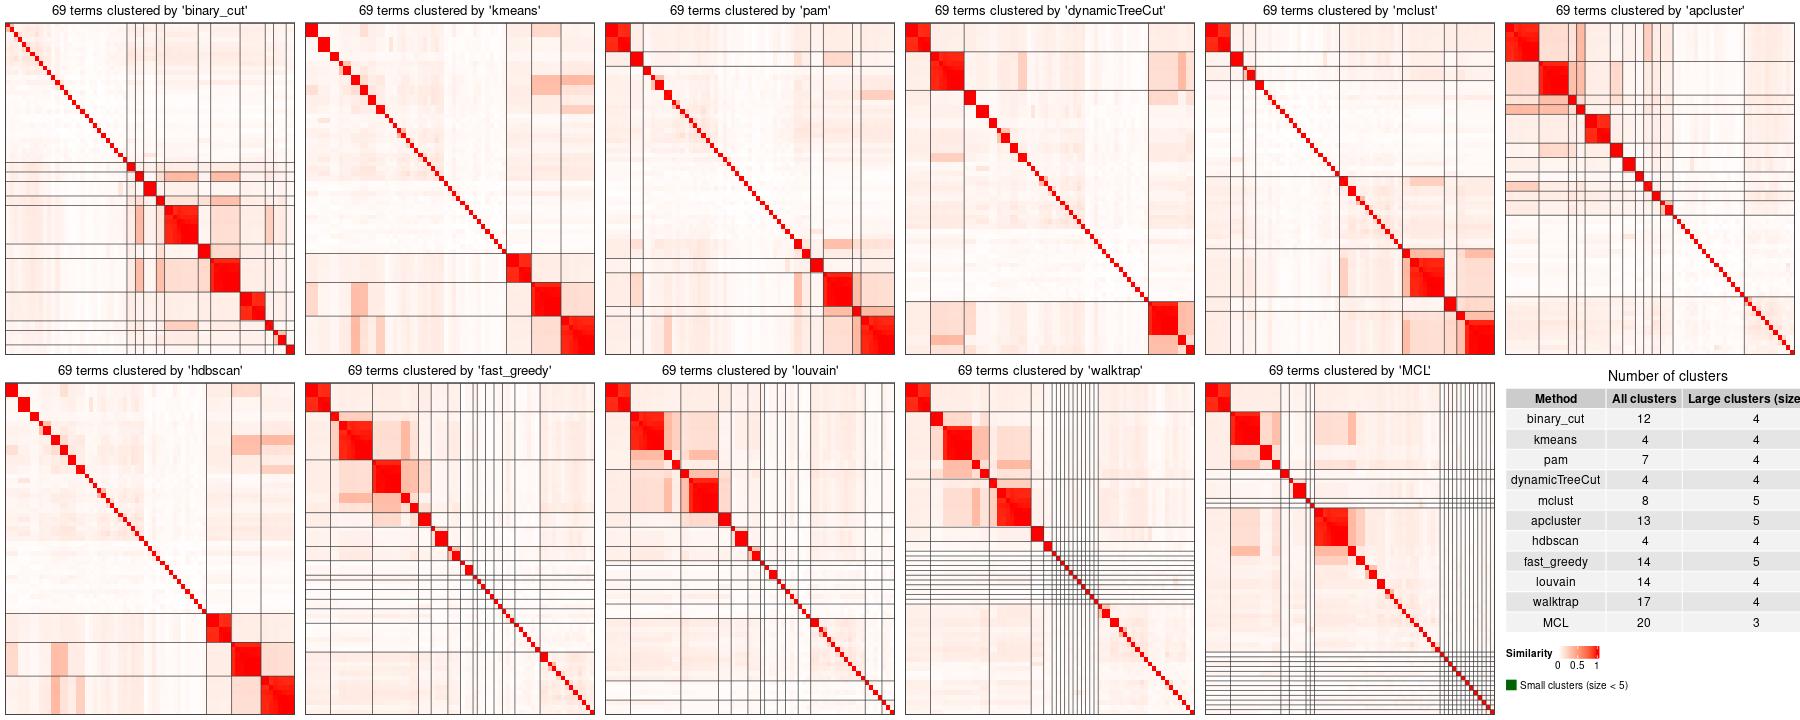 69 terms clustered by 'binary_cut'
69 terms clustered by 'kmeans'
69 terms clustered by 'pam'
69 terms clustered by 'dynamicTreeCut'
69 terms clustered by 'mclust'
69 terms clustered by 'apcluster'
69 terms clustered by 'hdbscan'
69 terms clustered by 'fast_greedy'
69 terms clustered by 'louvain'
69 terms clustered by 'walktrap'
69 terms clustered by 'MCL'
Number of clusters
Method All clusters Large clusters (size
binary_cut 12 4
kmeans 4 4
pam 7 4
dynamicTreeCut 4 4
mclust 8 5
apcluster 13 5
hdbscan 4 4
fast_greedy 14 5
louvain 14 4
walktrap 17 4
MCL 20 3
Similarity
0 0.5 1
Small clusters (size < 5)